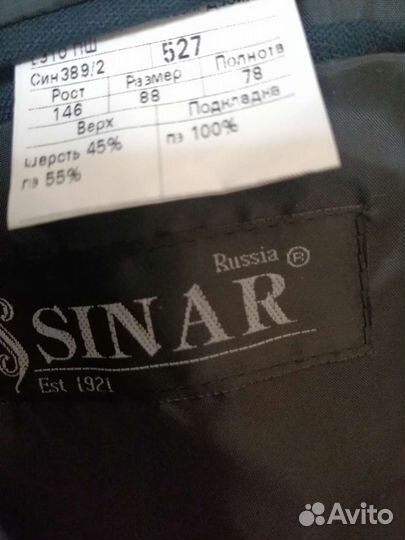 527
Син389/2
Рост Размер Полнота
146 88 78
Верх Подкладка
шерсть 45% пэ 100%
пэ 55%
Russia ®
SINAR
Est 1921
Avito